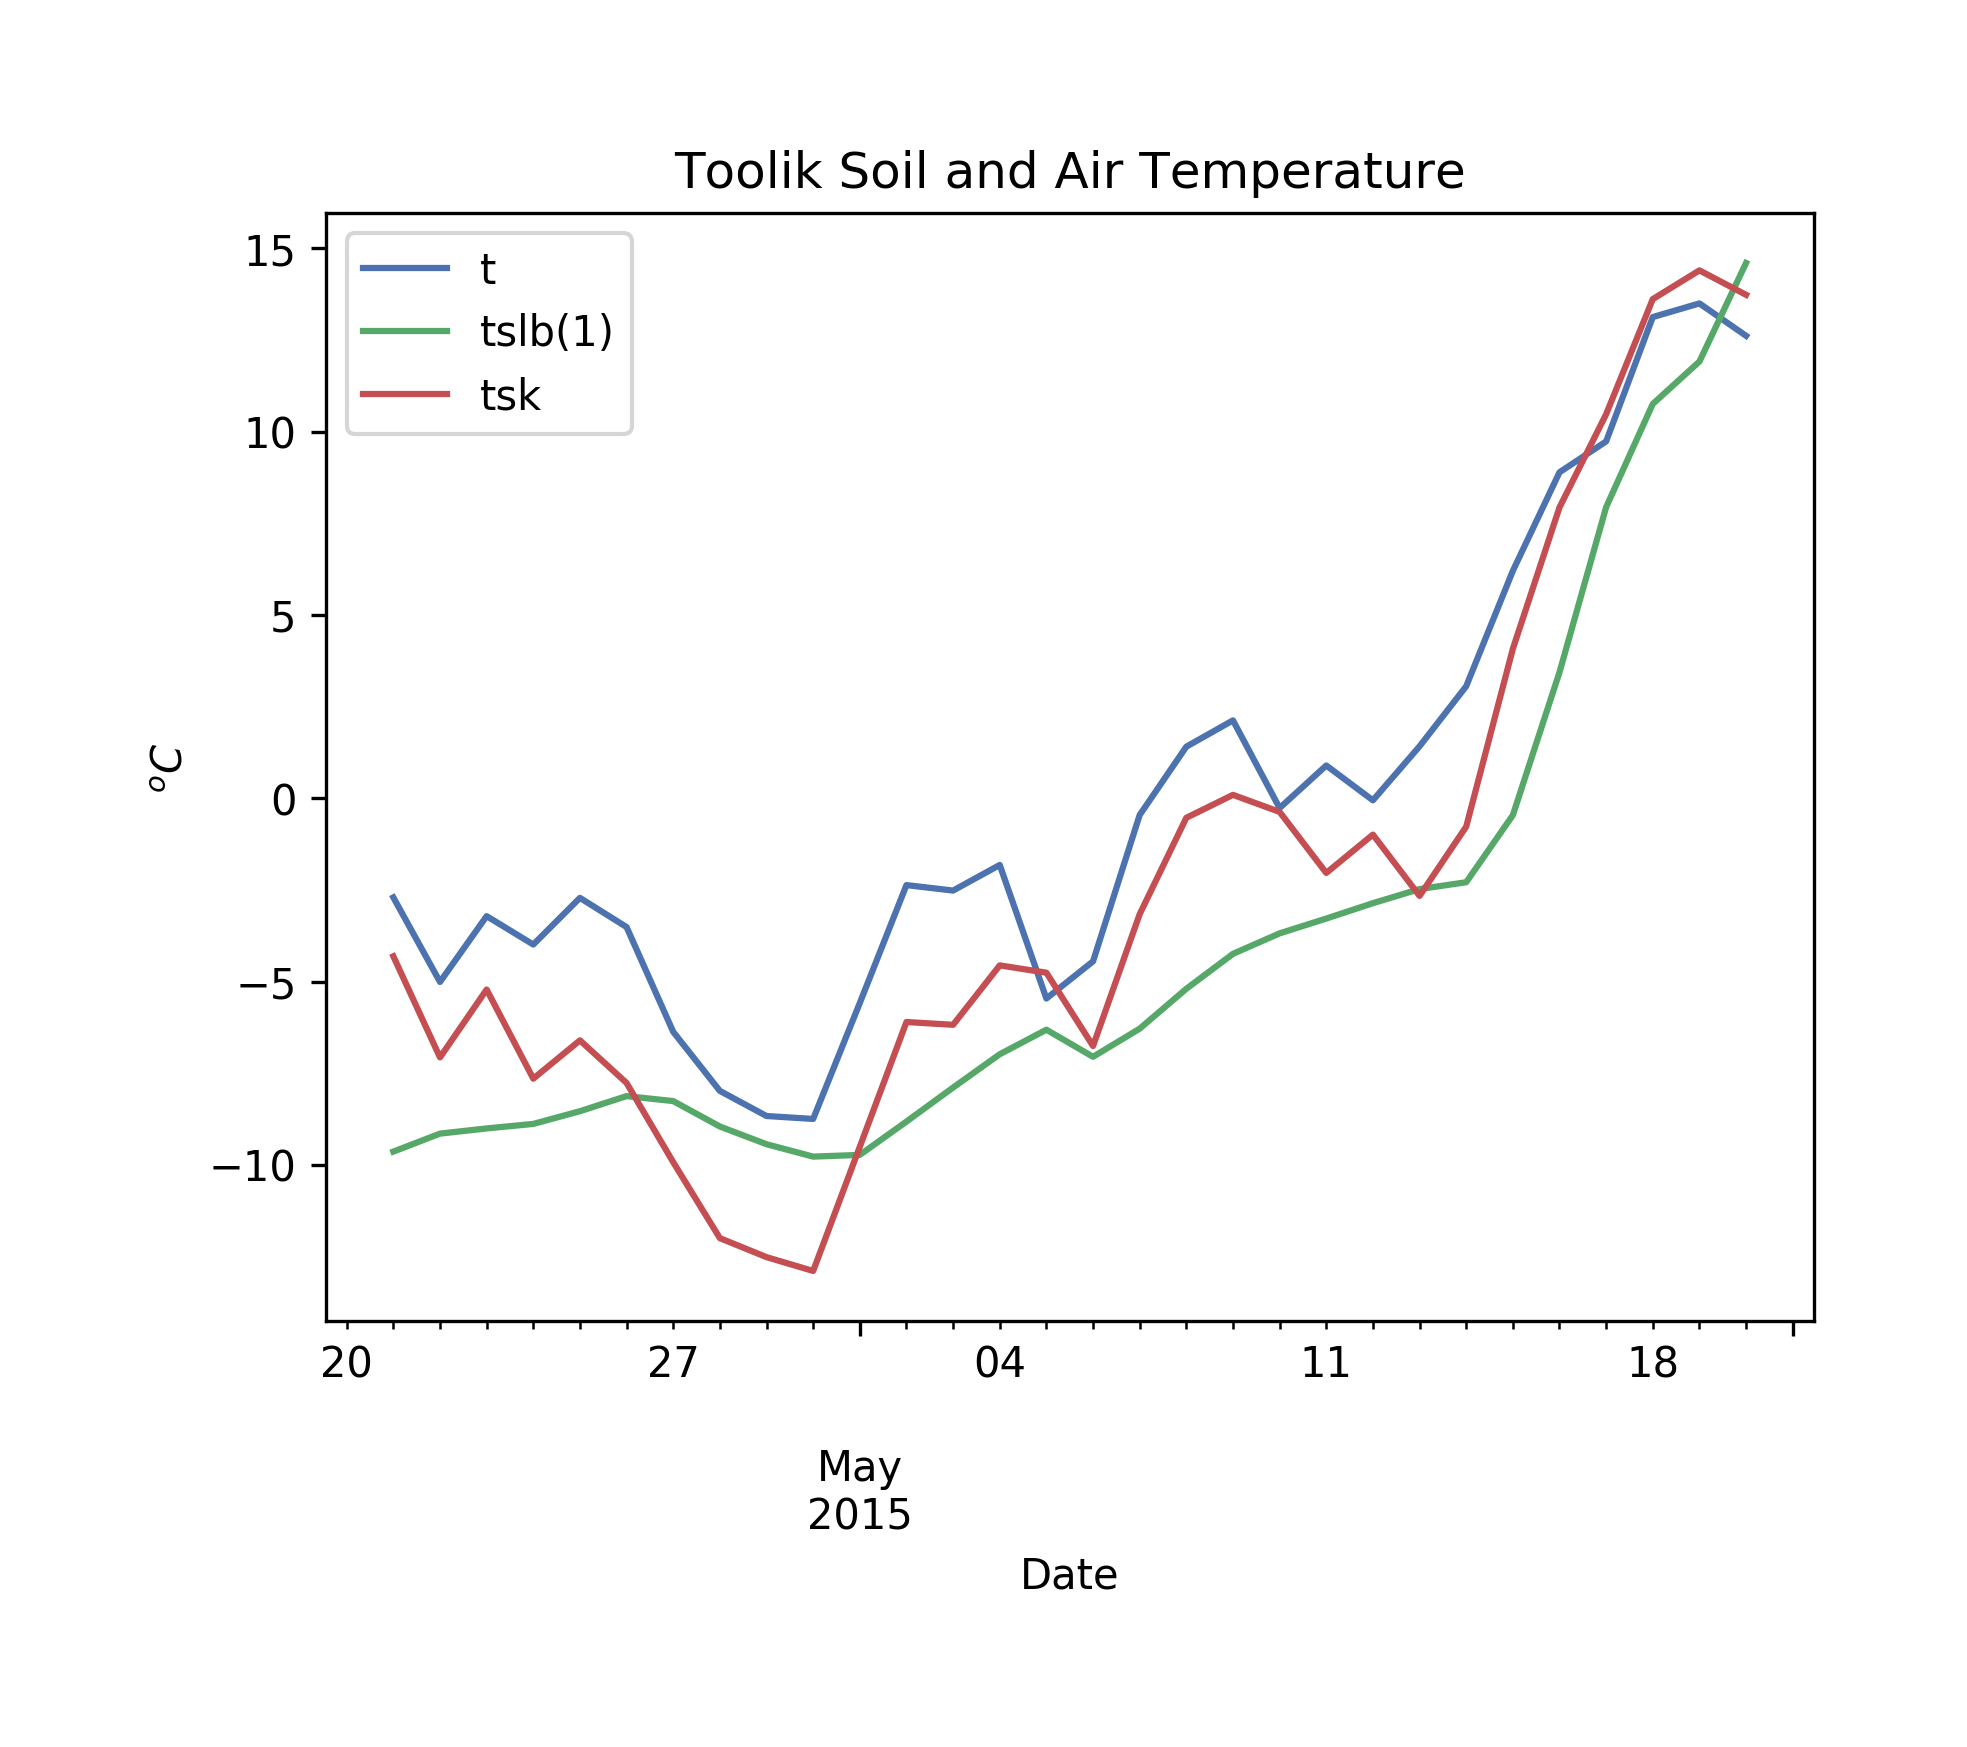 Toolik Soil and Air Temperature
t
tslb(1)
tsk
15
10
5
0
−5
−10
°C
20 27 04 11 18
May
2015
Date